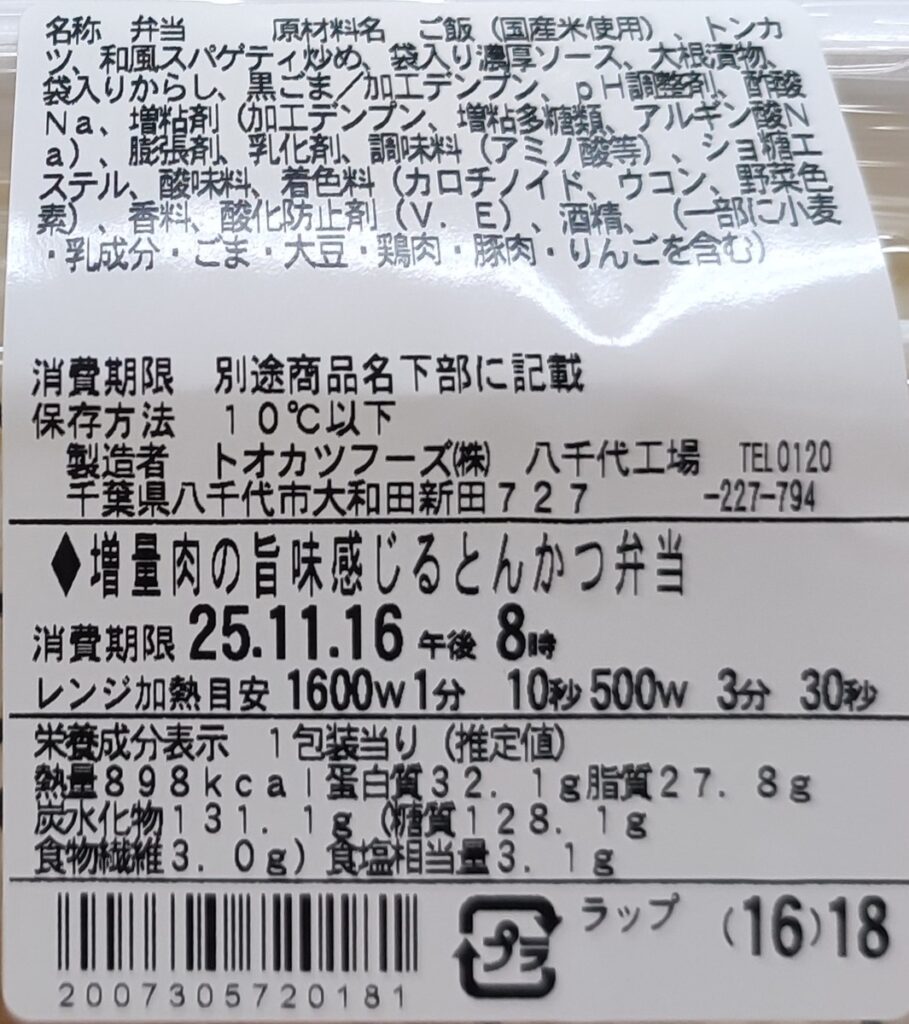 名称 弁当 原材料名 ご飯（国産米使用）、トンカ
ツ、和風スパゲティ炒め、袋入り濃厚ソース、大根漬物、
袋入りからし、黒ごま／加工デンプン、ｐＨ調整剤、酢酸
Ｎａ、増粘剤（加工デンプン、増粘多糖類、アルギン酸Ｎ
ａ）、膨張剤、乳化剤、調味料（アミノ酸等）、ショ糖エ
ステル、酸味料、着色料（カロチノイド、ウコン、野菜色
素）、香料、酸化防止剤（Ｖ．Ｅ）、酒精、（一部に小麦
・乳成分・ごま・大豆・鶏肉・豚肉・りんごを含む）
消費期限 別途商品名下部に記載
保存方法 １０℃以下
製造者 トオカツフーズ㈱ 八千代工場 TEL0120
千葉県八千代市大和田新田７２７ -227-794
◆増量肉の旨味感じるとんかつ弁当
消費期限 25.11.16 午後 8時
レンジ加熱目安 1600w 1分 10秒 500w 3分 30秒
栄養成分表示 １包装当り（推定値）
熱量８９８ｋｃａｌ蛋白質３２．１ｇ脂質２７．８ｇ
炭水化物１３１．１ｇ（糖質１２８．１ｇ
食物繊維３．０ｇ）食塩相当量３．１ｇ
プラ ラップ (16)18
2007305720181